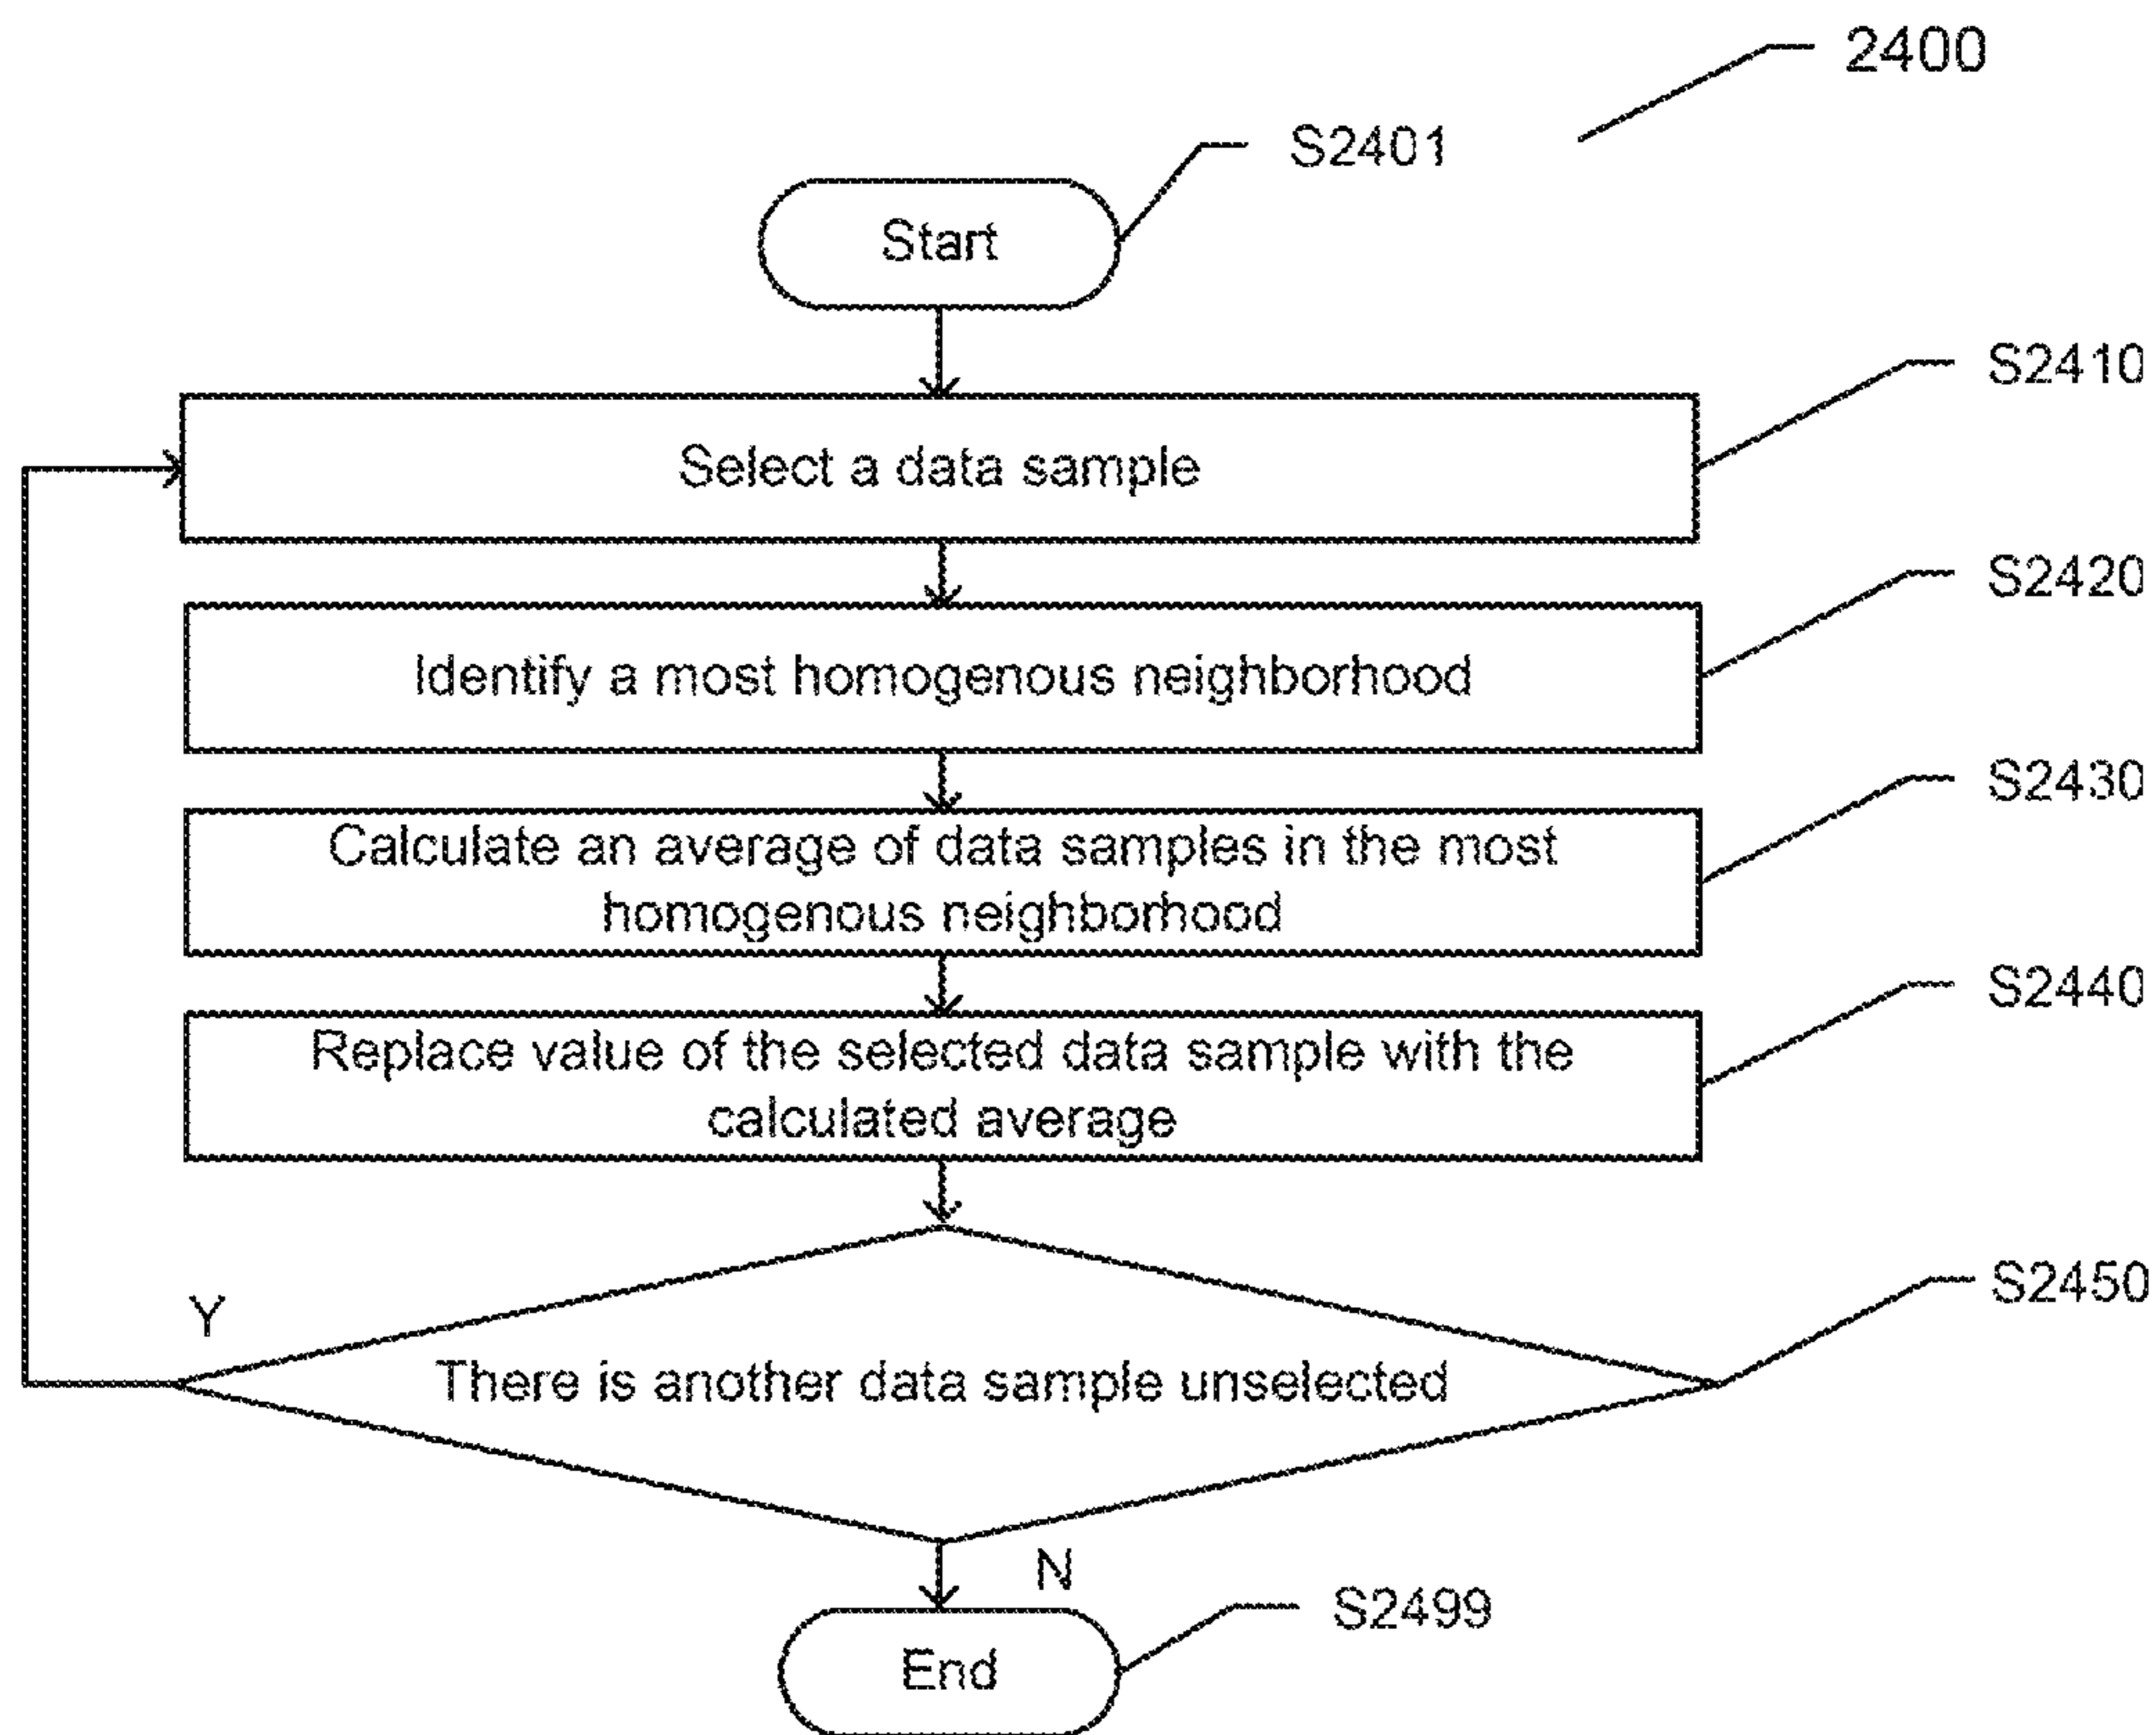 2400
S2401
Start
S2410
Select a data sample
S2420
Identify a most homogenous neighborhood
S2430
Calculate an average of data samples in the most
homogenous neighborhood
S2440
Replace value of the selected data sample with the
calculated average
S2450
Y
There is another data sample unselected
N
S2499
End